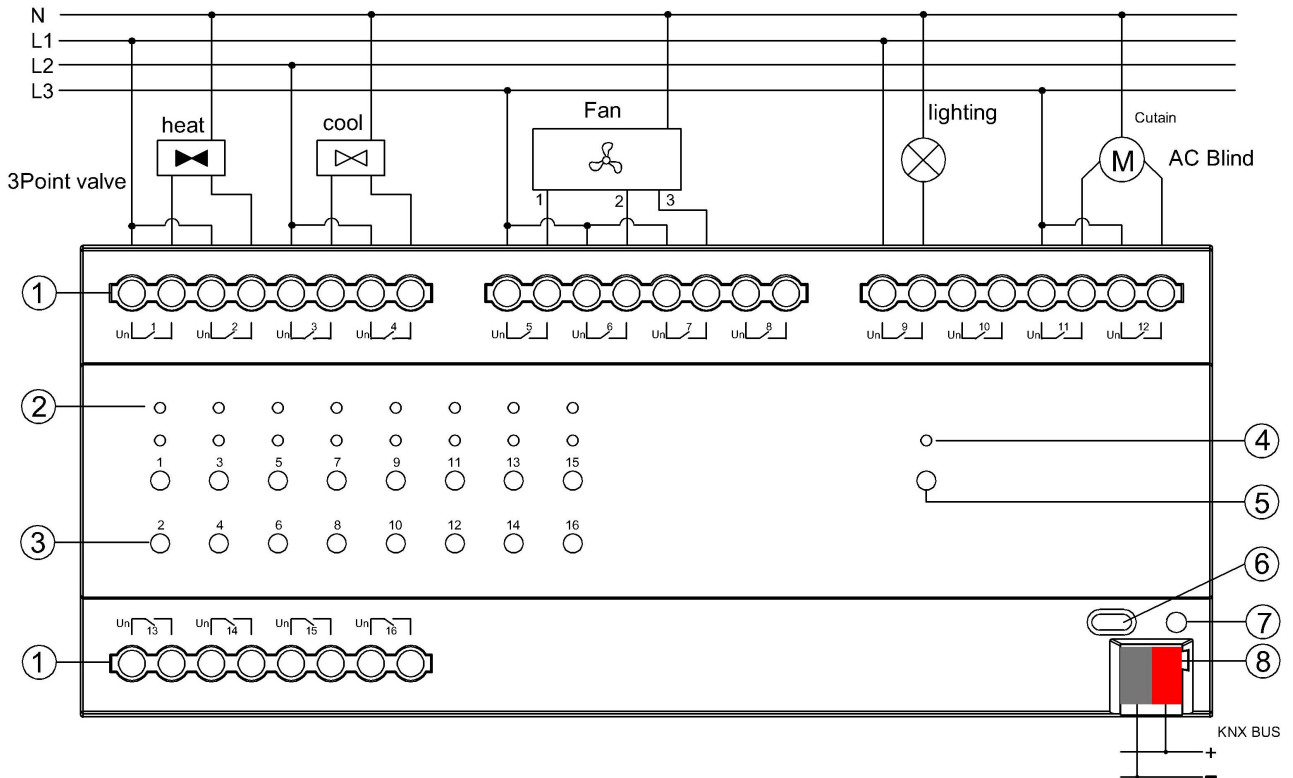 N
L1
L2
L3
heat
cool
Fan
lighting
Cutain
M
AC Blind
3Point valve
1 2 3
1
Un 1 Un 2 Un 3 Un 4 Un 5 Un 6 Un 7 Un 8 Un 9 Un 10 Un 11 Un 12
2
4
1 3 5 7 9 11 13 15
5
2 4 6 8 10 12 14 16
3
6
Un 13 Un 14 Un 15 Un 16
7
1
8
KNX BUS
+
-